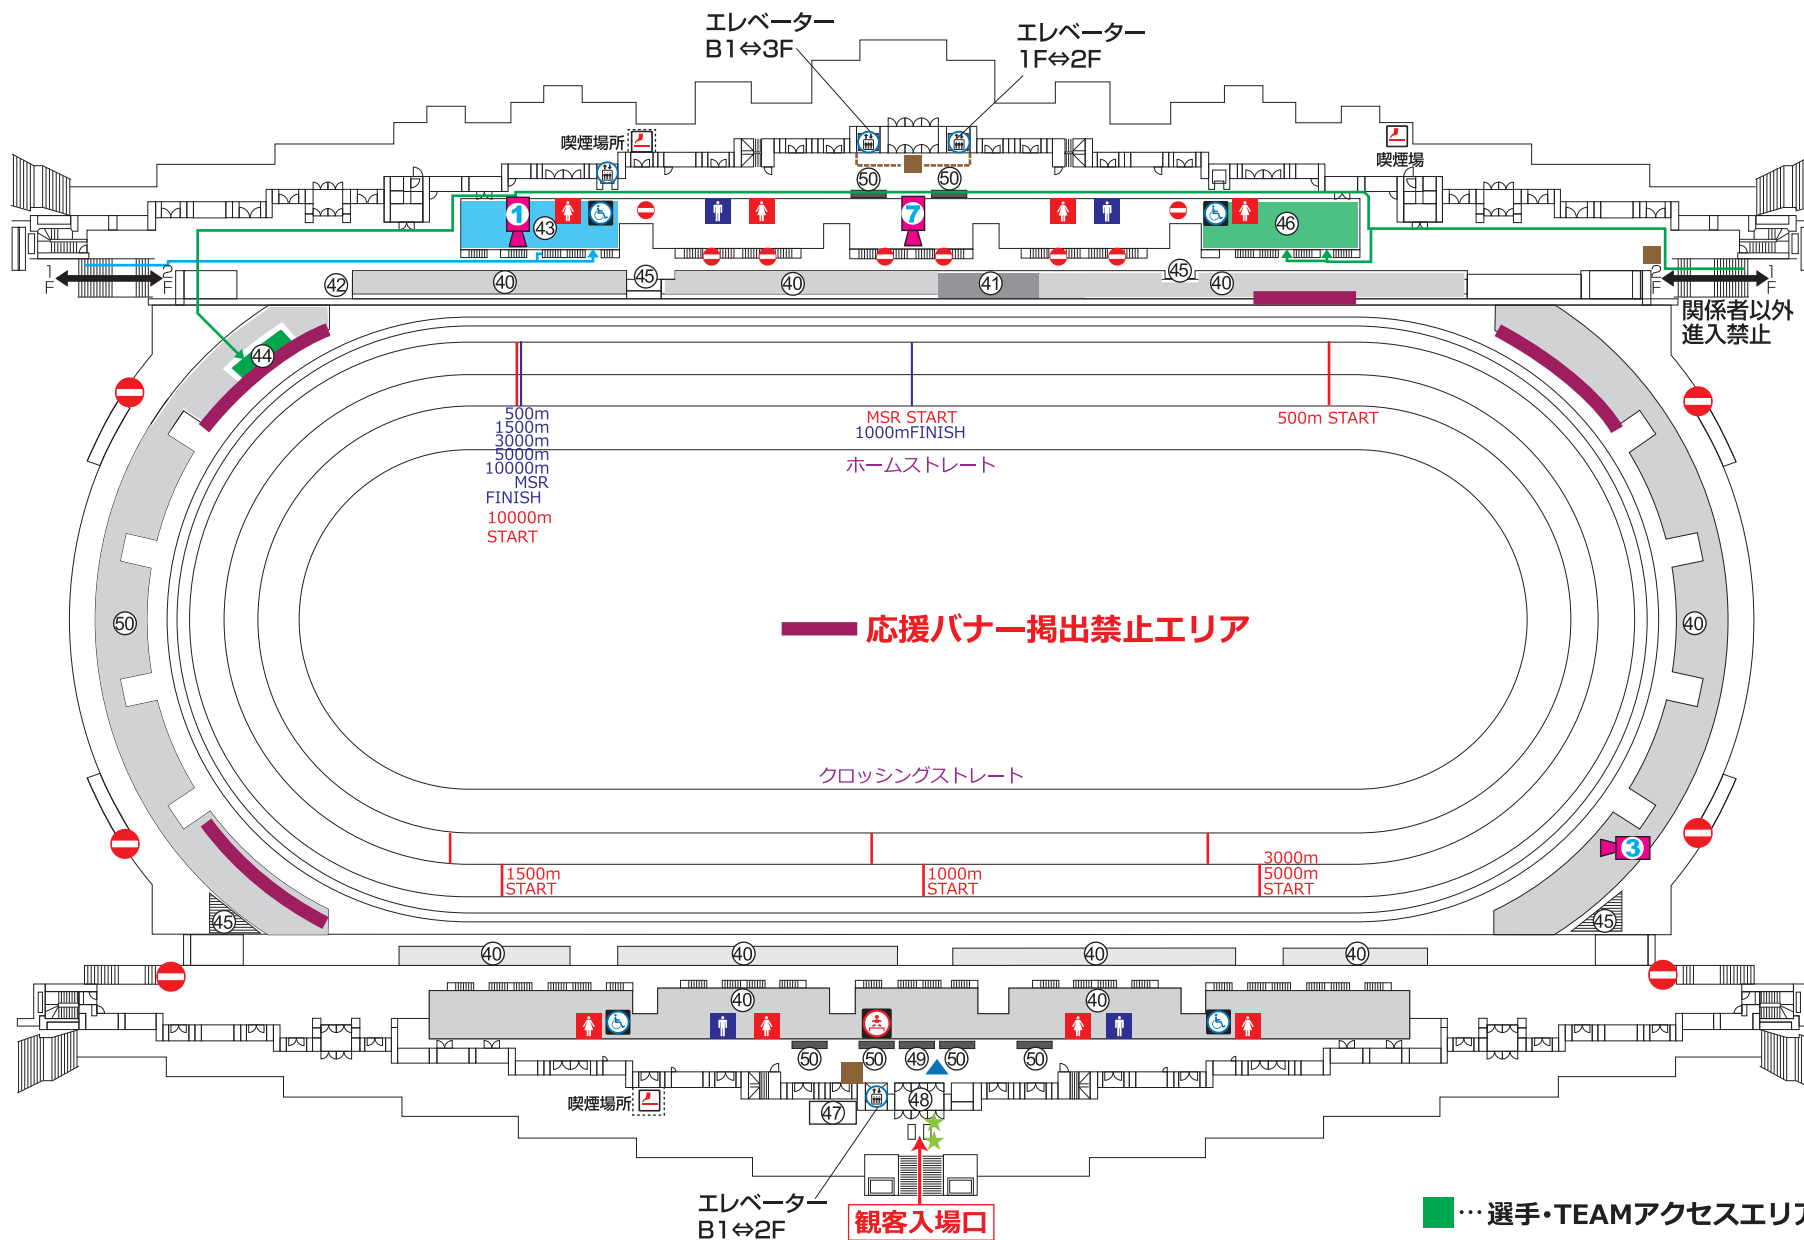 エレベーター
B1⇔3F
エレベーター
1F⇔2F
喫煙場所
喫煙場
50
50
1
43
7
46
1F
2F
42
40
45
40
41
45
40
2F
1F
関係者以外
進入禁止
44
500m
1500m
3000m
5000m
10000m
MSR
FINISH
10000m
START
MSR START
1000mFINISH
500m START
ホームストレート
50
応援バナー掲出禁止エリア
40
クロッシングストレート
3
1500m
START
1000m
START
3000m
5000m
START
45
45
40
40
40
40
40
40
50
50
49
50
50
喫煙場所
47
48
エレベーター
B1⇔2F
観客入場口
…選手・TEAMアクセスエリア